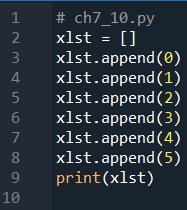 1 # ch7_10.py
2 xlst = []
3 xlst.append(0)
4 xlst.append(1)
5 xlst.append(2)
6 xlst.append(3)
7 xlst.append(4)
8 xlst.append(5)
9 print(xlst)
10